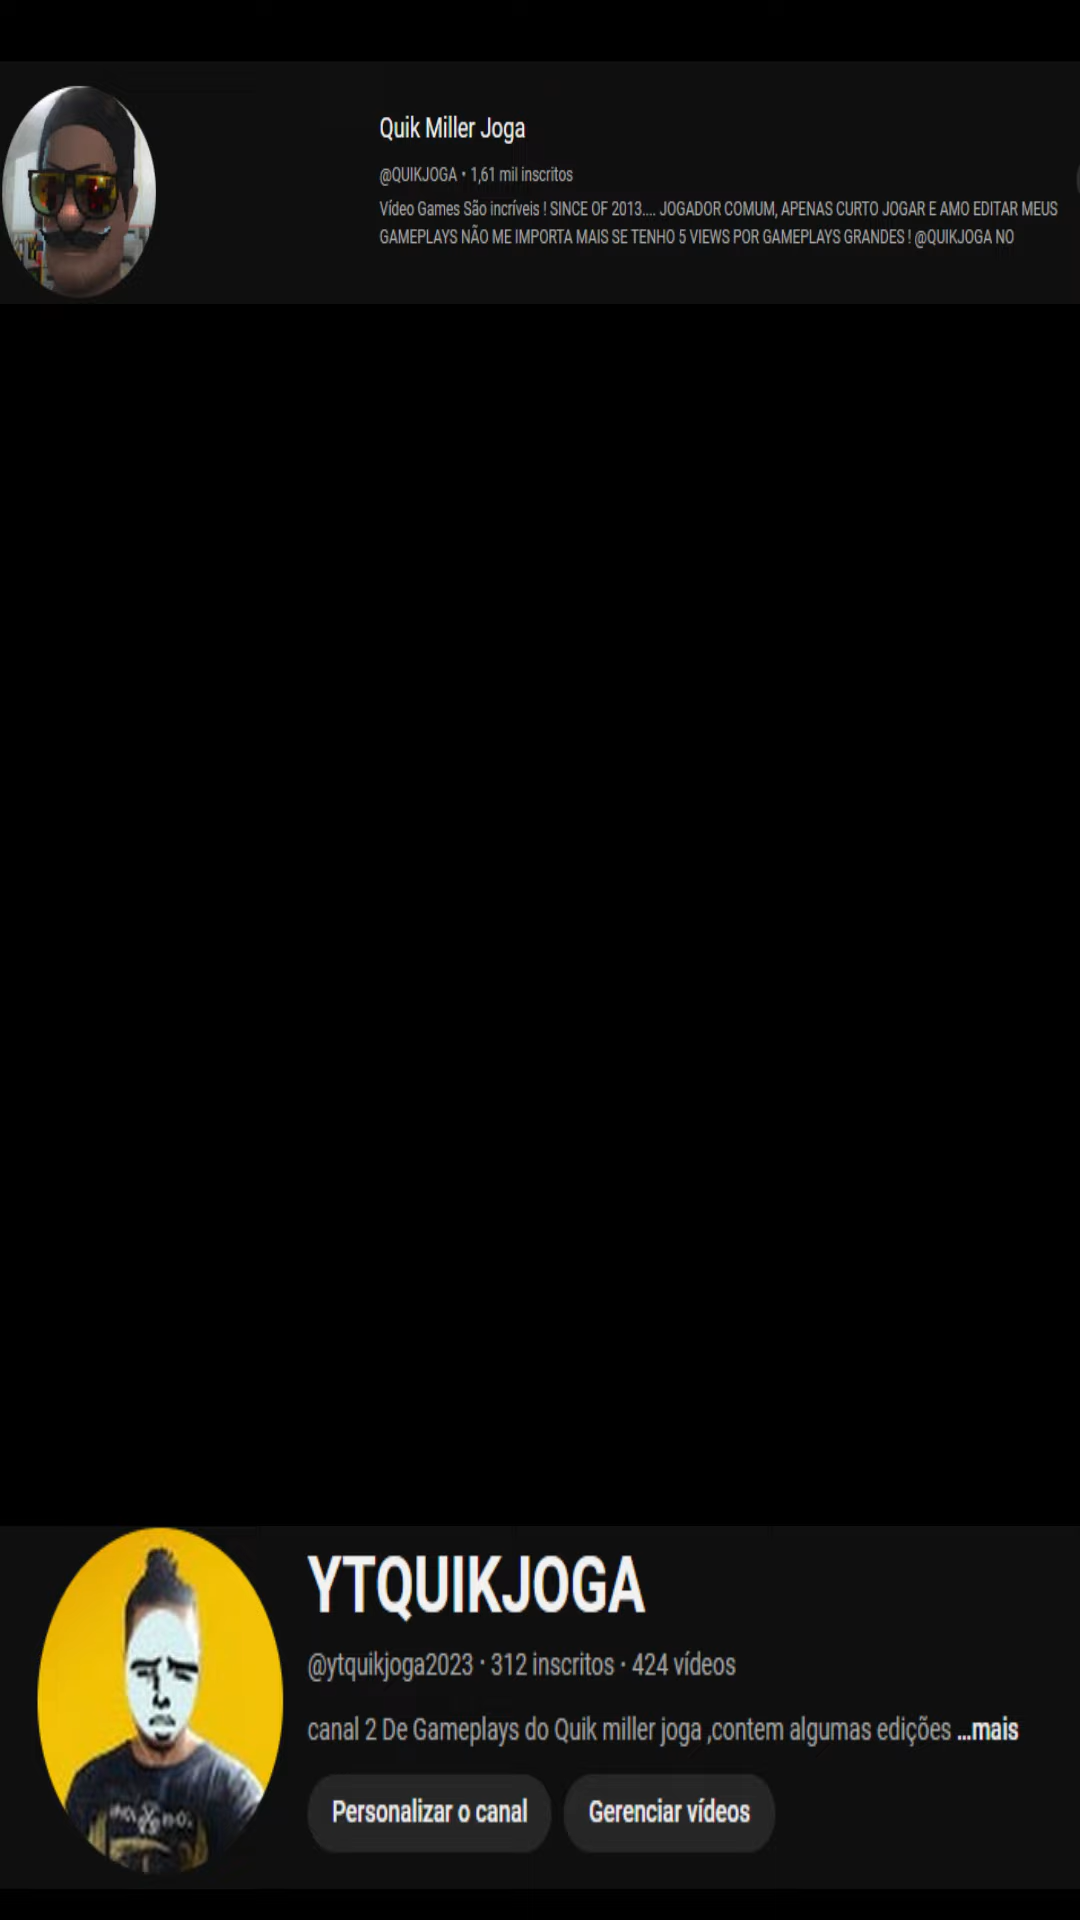 Quik Miller Joga
@QUIKJOGA • 1,61 mil inscritos
Vídeo Games São incríveis ! SINCE OF 2013.... JOGADOR COMUM, APENAS CURTO JOGAR E AMO EDITAR MEUS
GAMEPLAYS NÃO ME IMPORTA MAIS SE TENHO 5 VIEWS POR GAMEPLAYS GRANDES ! @QUIKJOGA NO
YTQUIKJOGA
@ytquikjoga2023 · 312 inscritos · 424 vídeos
canal 2 De Gameplays do Quik miller joga ,contem algumas edições ...mais
Personalizar o canal
Gerenciar vídeos